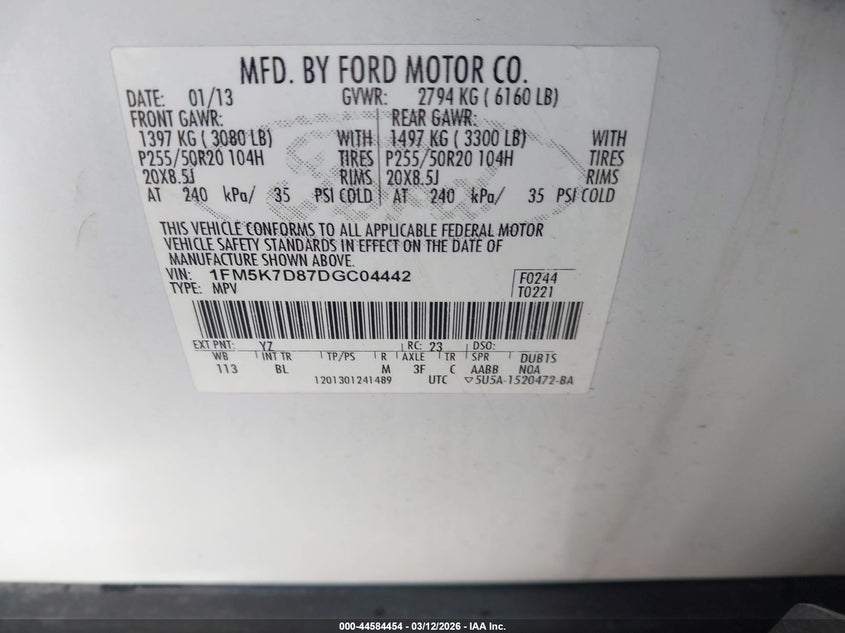 MFD. BY FORD MOTOR CO.
DATE: 01/13 GVWR: 2794 KG ( 6160 LB)
FRONT GAWR: REAR GAWR:
1397 KG ( 3080 LB) WITH 1497 KG ( 3300 LB) WITH
P255/50R20 104H TIRES P255/50R20 104H TIRES
20X8.5J RIMS 20X8.5J RIMS
AT 240 kPa/ 35 PSI COLD AT 240 kPa/ 35 PSI COLD
THIS VEHICLE CONFORMS TO ALL APPLICABLE FEDERAL MOTOR
VEHICLE SAFETY STANDARDS IN EFFECT ON THE DATE OF
MANUFACTURE SHOWN ABOVE.
VIN: 1FM5K7D87DGC04442 F0244
TYPE: MPV T0221
EXT PNT: YZ RC: 23 DSO:
WB INT TR TP/PS R AXLE TR SPR DUB1S
113 BL M 3F C AABB NOA
1201301241489 UTC ▽5U5A-1520472-BA
000-44584454 - 03/12/2026 - IAA Inc.